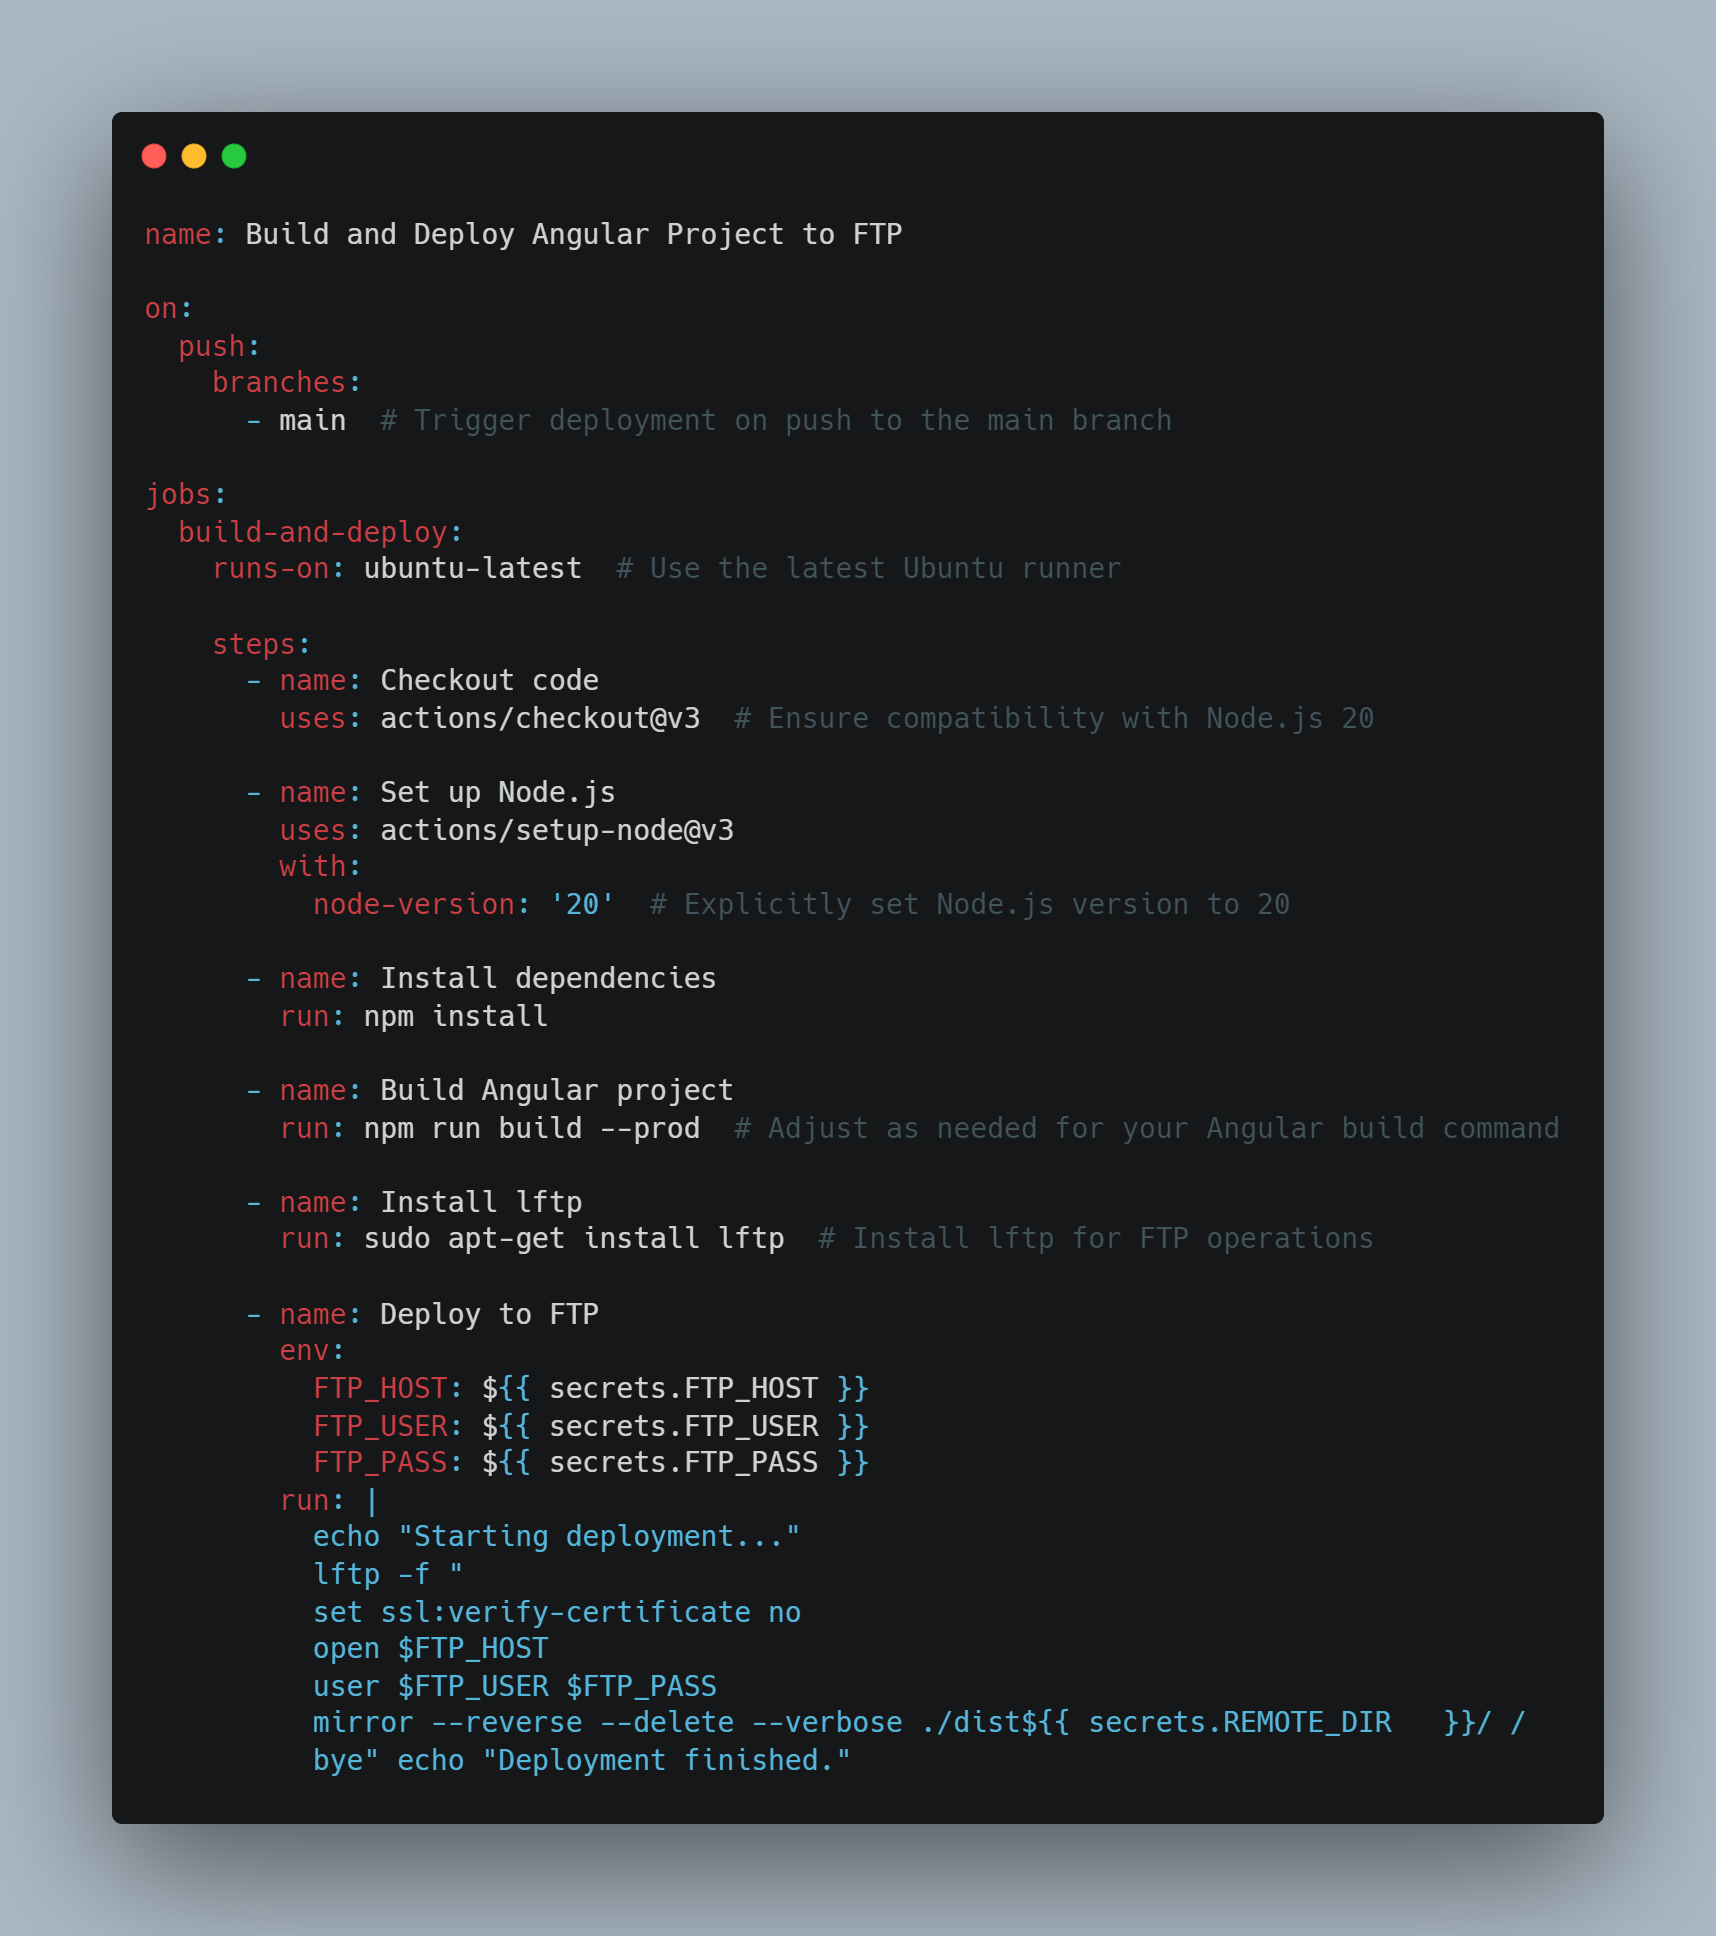 name: Build and Deploy Angular Project to FTP

on:
  push:
    branches:
      - main  # Trigger deployment on push to the main branch

jobs:
  build-and-deploy:
    runs-on: ubuntu-latest  # Use the latest Ubuntu runner

    steps:
      - name: Checkout code
        uses: actions/checkout@v3  # Ensure compatibility with Node.js 20

      - name: Set up Node.js
        uses: actions/setup-node@v3
        with:
          node-version: '20'  # Explicitly set Node.js version to 20

      - name: Install dependencies
        run: npm install

      - name: Build Angular project
        run: npm run build --prod  # Adjust as needed for your Angular build command

      - name: Install lftp
        run: sudo apt-get install lftp  # Install lftp for FTP operations

      - name: Deploy to FTP
        env:
          FTP_HOST: ${{ secrets.FTP_HOST }}
          FTP_USER: ${{ secrets.FTP_USER }}
          FTP_PASS: ${{ secrets.FTP_PASS }}
        run: |
          echo "Starting deployment..."
          lftp -f "
          set ssl:verify-certificate no
          open $FTP_HOST
          user $FTP_USER $FTP_PASS
          mirror --reverse --delete --verbose ./dist${{ secrets.REMOTE_DIR   }}/ /
          bye" echo "Deployment finished."